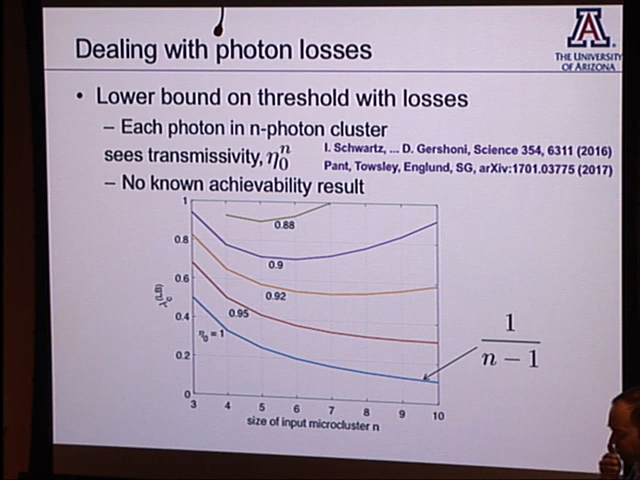 Dealing with photon losses
THE UNIVERSITY
OF ARIZONA
• Lower bound on threshold with losses
– Each photon in n-photon cluster
sees transmissivity, η₀ⁿ
I. Schwartz, ... D. Gershoni, Science 354, 6311 (2016)
Pant, Towsley, Englund, SG, arXiv:1701.03775 (2017)
– No known achievability result
1
0.88
0.8
0.9
0.6
0.92
λc(LB)
0.4
0.95
η₀ = 1
0.2
0
3 4 5 6 7 8 9 10
size of input microcluster n
1
n − 1